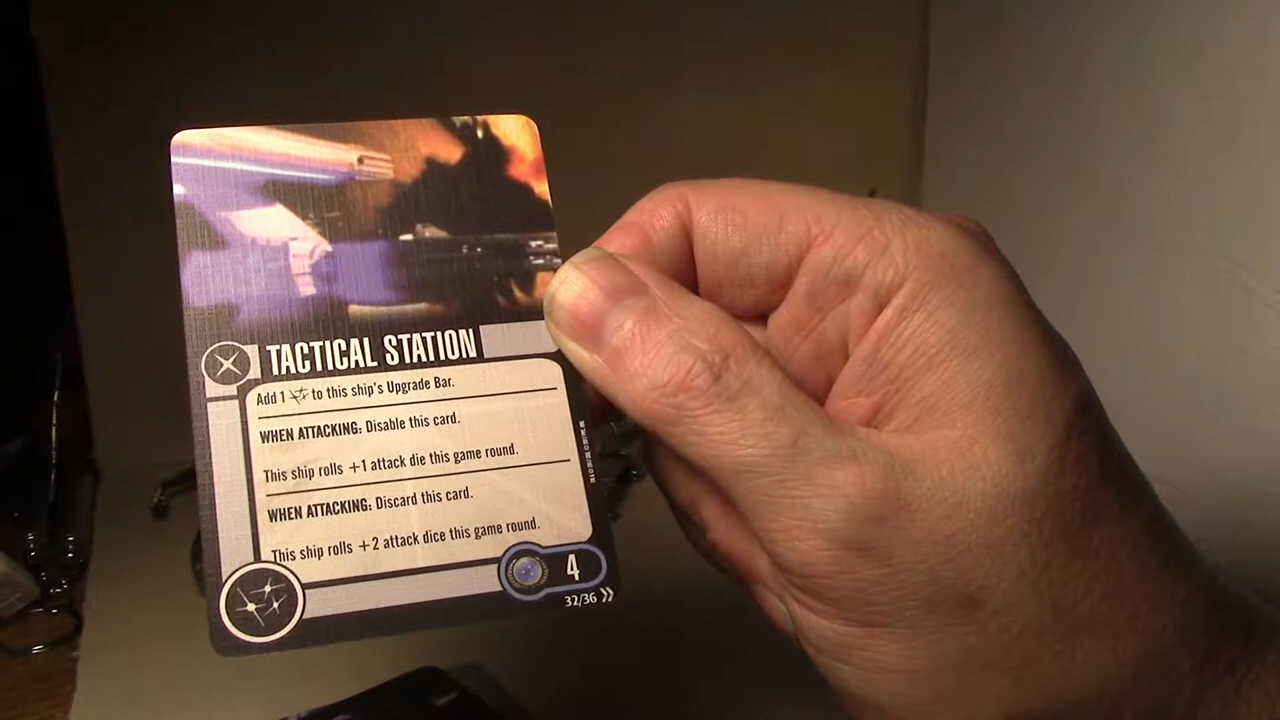 TACTICAL STATION
Add 1 to this ship's Upgrade Bar.
WHEN ATTACKING: Disable this card.
This ship rolls +1 attack die this game round.
WHEN ATTACKING: Discard this card.
This ship rolls +2 attack dice this game round.
4
32/36